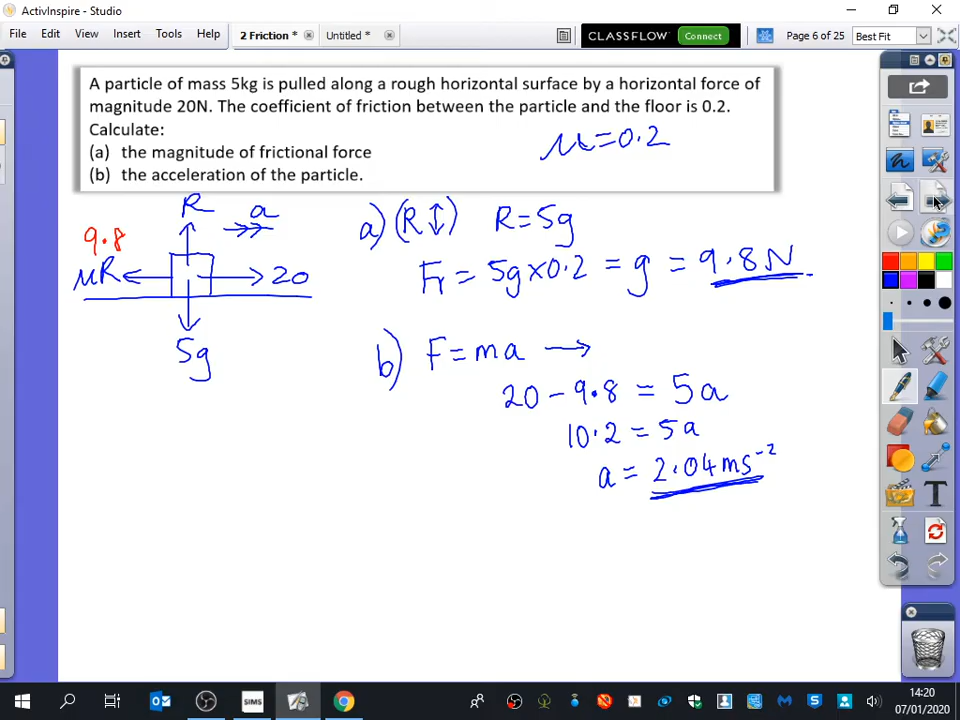 ActivInspire - Studio
File Edit View Insert Tools Help
2 Friction *
Untitled *
CLASSFLOW
Connect
Page 6 of 25
Best Fit
A particle of mass 5kg is pulled along a rough horizontal surface by a horizontal force of
magnitude 20N. The coefficient of friction between the particle and the floor is 0.2.
Calculate:
(a) the magnitude of frictional force
(b) the acceleration of the particle.
μ=0.2
R
a
9.8
μR
20
5g
a) (R ↕) R = 5g
Fr = 5g×0.2 = g = 9.8N
b) F = ma →
20 - 9.8 = 5a
10.2 = 5a
a = 2.04ms⁻²
SIMS
14:20
07/01/2020